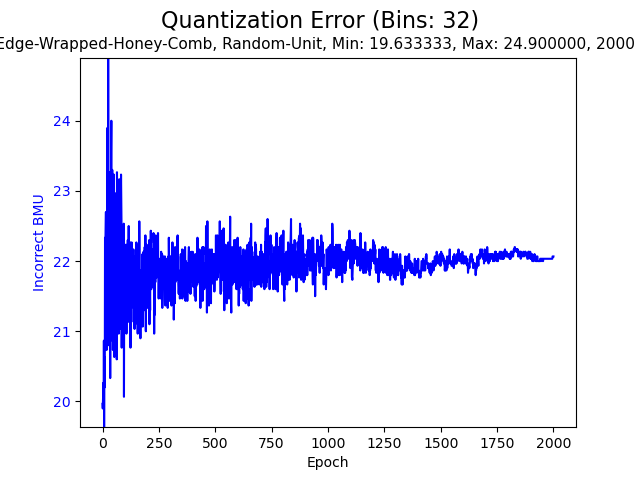 Quantization Error (Bins: 32)
Edge-Wrapped-Honey-Comb, Random-Unit, Min: 19.633333, Max: 24.900000, 2000
24
23
22
21
20
Incorrect BMU
0 250 500 750 1000 1250 1500 1750 2000
Epoch